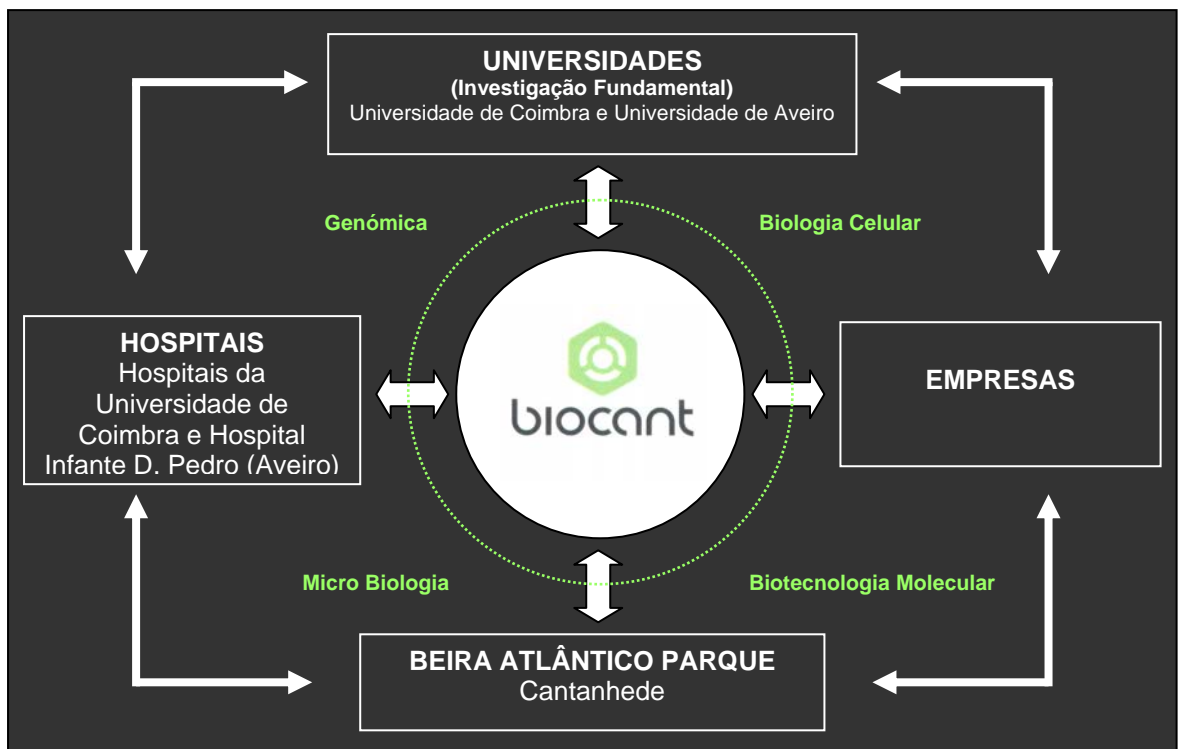 UNIVERSIDADES
(Investigação Fundamental)
Universidade de Coimbra e Universidade de Aveiro
Genómica
Biologia Celular
HOSPITAIS
Hospitais da
Universidade de
Coimbra e Hospital
Infante D. Pedro (Aveiro)
biocant
EMPRESAS
Micro Biologia
Biotecnologia Molecular
BEIRA ATLÂNTICO PARQUE
Cantanhede